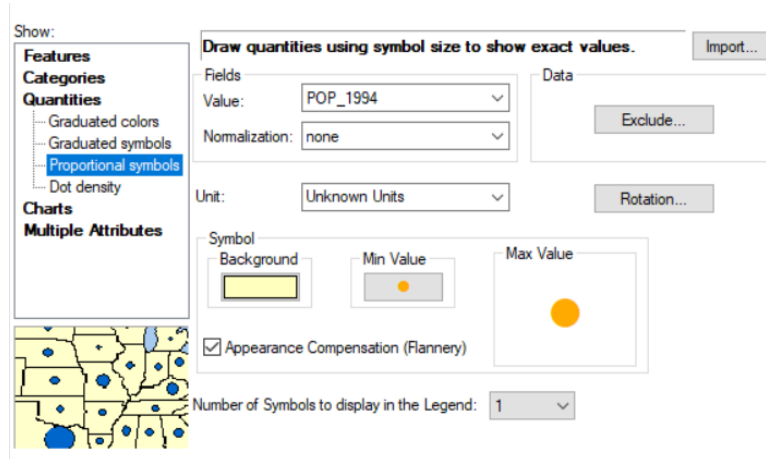 Show:
Features
Categories
Quantities
Graduated colors
Graduated symbols
Proportional symbols
Dot density
Charts
Multiple Attributes
Draw quantities using symbol size to show exact values.
Import...
Fields
Value: POP_1994
Normalization: none
Data
Exclude...
Unit: Unknown Units
Rotation...
Symbol
Background
Min Value
Max Value
Appearance Compensation (Flannery)
Number of Symbols to display in the Legend: 1